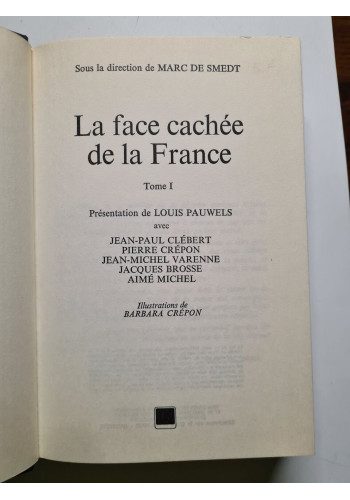 Sous la direction de MARC DE SMEDT
La face cachée
de la France
Tome I
Présentation de LOUIS PAUWELS
avec
JEAN-PAUL CLÉBERT
PIERRE CRÉPON
JEAN-MICHEL VARENNE
JACQUES BROSSE
AIMÉ MICHEL
Illustrations de
BARBARA CRÉPON